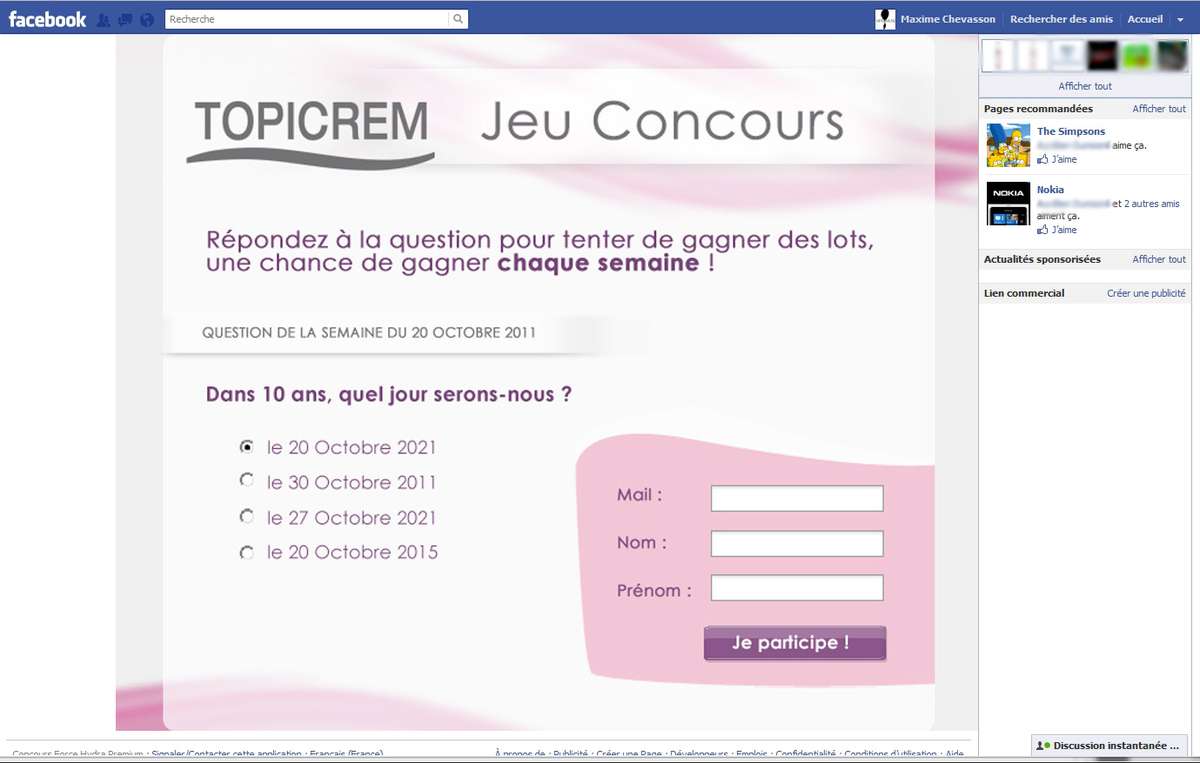 facebook
Recherche
Maxime Chevasson
Rechercher des amis
Accueil
TOPICREM
Jeu Concours
Répondez à la question pour tenter de gagner des lots,
une chance de gagner chaque semaine !
QUESTION DE LA SEMAINE DU 20 OCTOBRE 2011
Dans 10 ans, quel jour serons-nous ?
le 20 Octobre 2021
le 30 Octobre 2011
le 27 Octobre 2021
le 20 Octobre 2015
Mail :
Nom :
Prénom :
Je participe !
Afficher tout
Pages recommandées
Afficher tout
The Simpsons
aime ça.
J'aime
NOKIA
Nokia
et 2 autres amis
aiment ça.
J'aime
Actualités sponsorisées
Afficher tout
Lien commercial
Créer une publicité
Concours Force Hydra Premium : Signaler/Contacter cette application · Français (France)
À propos de · Publicité · Créer une Page · Développeurs · Emplois · Confidentialité · Conditions d'utilisation · Aide
Discussion instantanée ...